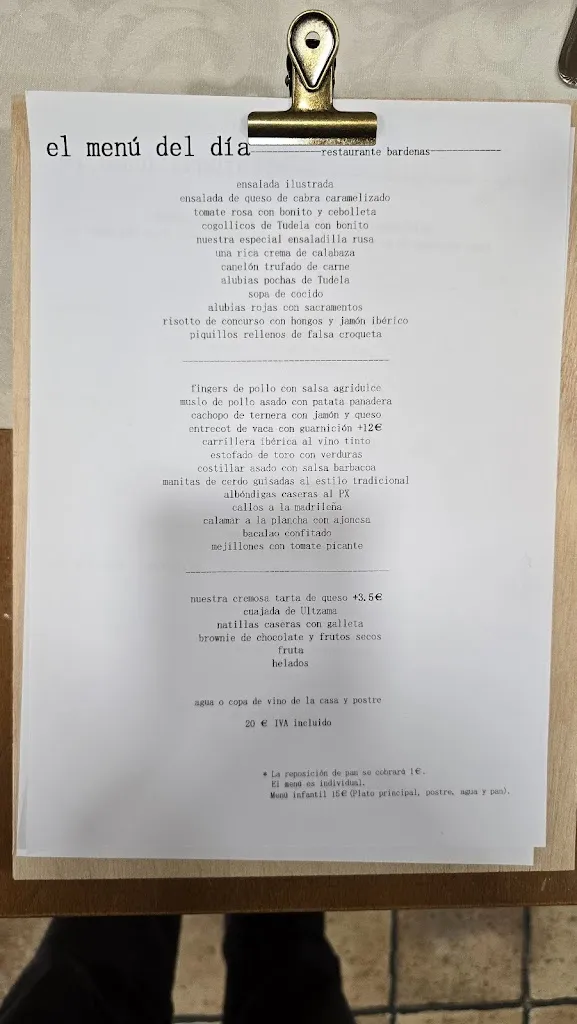 el menú del día
restaurante bardenas
ensalada ilustrada
ensalada de queso de cabra caramelizado
tomate rosa con bonito y cebolleta
cogollicos de Tudela con bonito
nuestra especial ensaladilla rusa
una rica crema de calabaza
canelón trufado de carne
alubias pochas de Tudela
sopa de cocido
alubias rojas con sacramentos
risotto de concurso con hongos y jamón ibérico
piquillos rellenos de falsa croqueta
fingers de pollo con salsa agridulce
muslo de pollo asado con patata panadera
cachopo de ternera con jamón y queso
entrecot de vaca con guarnición +12€
carrillera ibérica al vino tinto
estofado de toro con verduras
costillar asado con salsa barbacoa
manitas de cerdo guisadas al estilo tradicional
albóndigas caseras al PX
callos a la madrileña
calamar a la plancha con ajonesa
bacalao confitado
mejillones con tomate picante
nuestra cremosa tarta de queso +3.5€
cuajada de Ultzama
natillas caseras con galleta
brownie de chocolate y frutos secos
fruta
helados
agua o copa de vino de la casa y postre
20 € IVA incluido
* La reposición de pan se cobrará 1€.
El menú es individual.
Menú infantil 15€ (Plato principal, postre, agua y pan).